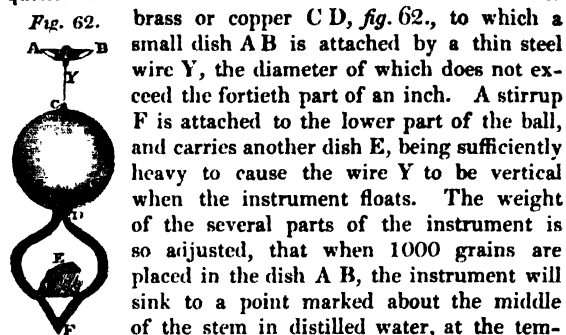 Fig. 62.
A B
Y
C
D
E
F
brass or copper C D, fig. 62., to which a
small dish A B is attached by a thin steel
wire Y, the diameter of which does not ex-
ceed the fortieth part of an inch. A stirrup
F is attached to the lower part of the ball,
and carries another dish E, being sufficiently
heavy to cause the wire Y to be vertical
when the instrument floats. The weight
of the several parts of the instrument is
so adjusted, that when 1000 grains are
placed in the dish A B, the instrument will
sink to a point marked about the middle
of the stem in distilled water, at the tem-